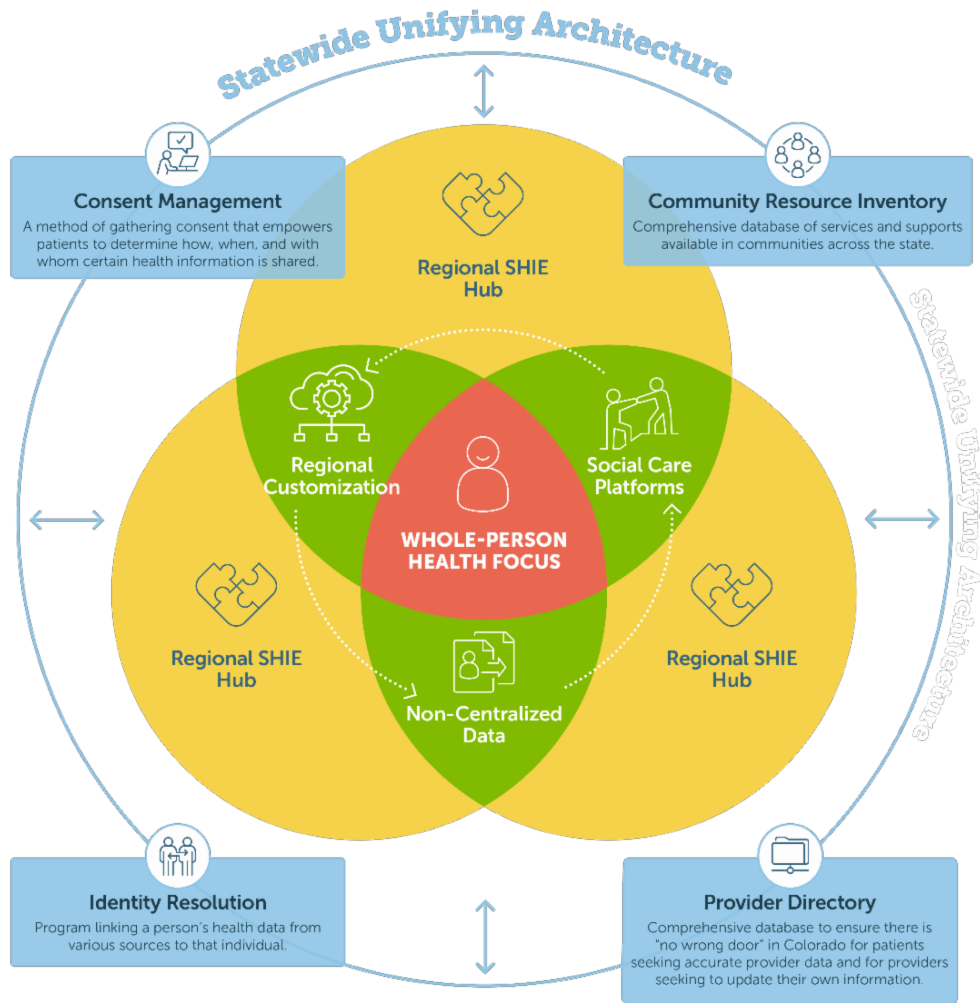 Statewide Unifying Architecture
Consent Management
A method of gathering consent that empowers
patients to determine how, when, and with
whom certain health information is shared.
Community Resource Inventory
Comprehensive database of services and supports
available in communities across the state.
Regional SHIE
Hub
Statewide Unifying Architecture
Regional
Customization
Social Care
Platforms
WHOLE-PERSON
HEALTH FOCUS
Regional SHIE
Hub
Regional SHIE
Hub
Non-Centralized
Data
Identity Resolution
Program linking a person's health data from
various sources to that individual.
Provider Directory
Comprehensive database to ensure there is
"no wrong door" in Colorado for patients
seeking accurate provider data and for providers
seeking to update their own information.